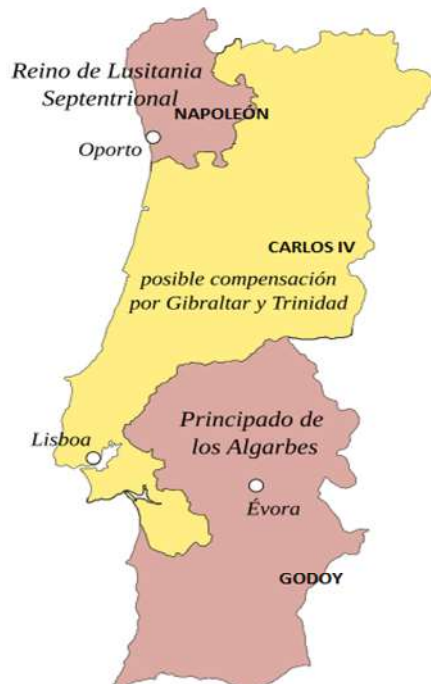 Reino de Lusitania
Septentrional
NAPOLEÓN
Oporto
CARLOS IV
posible compensación
por Gibraltar y Trinidad
Principado de
los Algarbes
Lisboa
Évora
GODOY